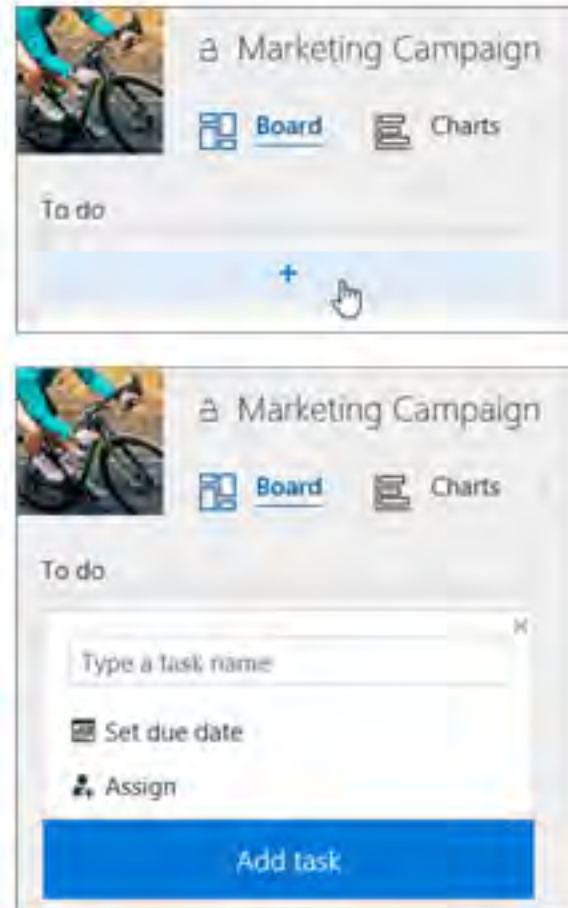 Marketing Campaign
Board Charts
To do
+
Marketing Campaign
Board Charts
To do
Type a task name
Set due date
Assign
Add task